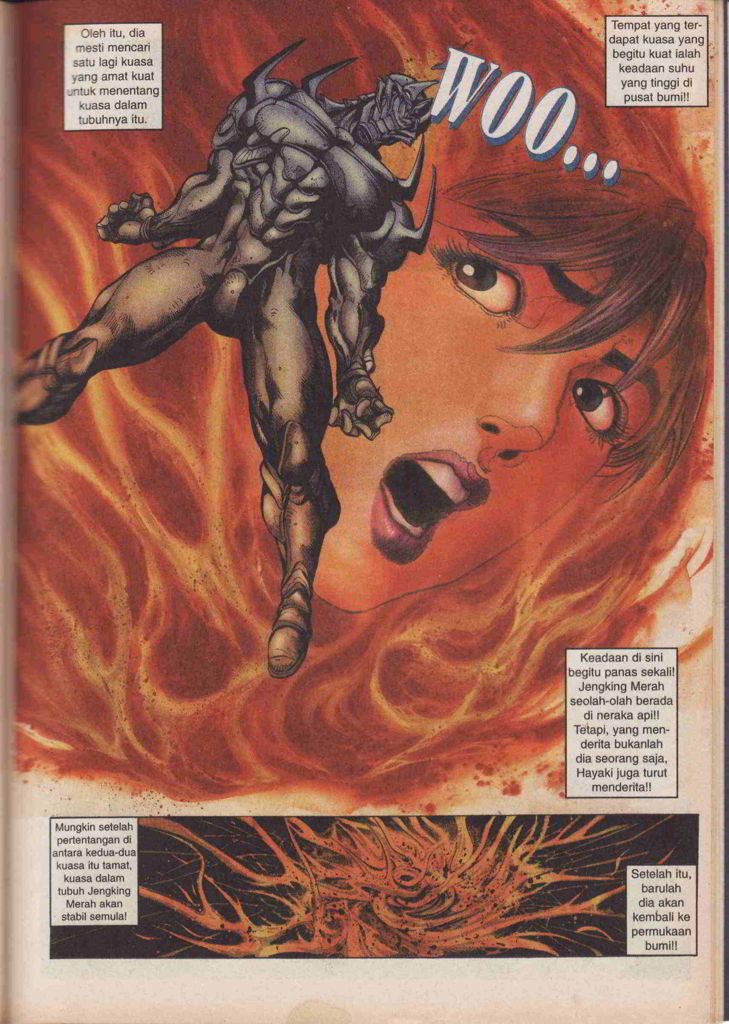 Oleh itu, dia
mesti mencari
satu lagi kuasa
yang amat kuat
untuk menentang
kuasa dalam
tubuhnya itu.
Tempat yang ter-
dapat kuasa yang
begitu kuat ialah
keadaan suhu
yang tinggi di
pusat bumi!!
WOO...
Keadaan di sini
begitu panas sekali!
Jengking Merah
seolah-olah berada
di neraka api!!
Tetapi, yang men-
derita bukanlah
dia seorang saja,
Hayaki juga turut
menderita!!
Mungkin setelah
pertentangan di
antara kedua-dua
kuasa itu tamat,
kuasa dalam
tubuh Jengking
Merah akan
stabil semula!
Setelah itu,
barulah
dia akan
kembali ke
permukaan
bumi!!